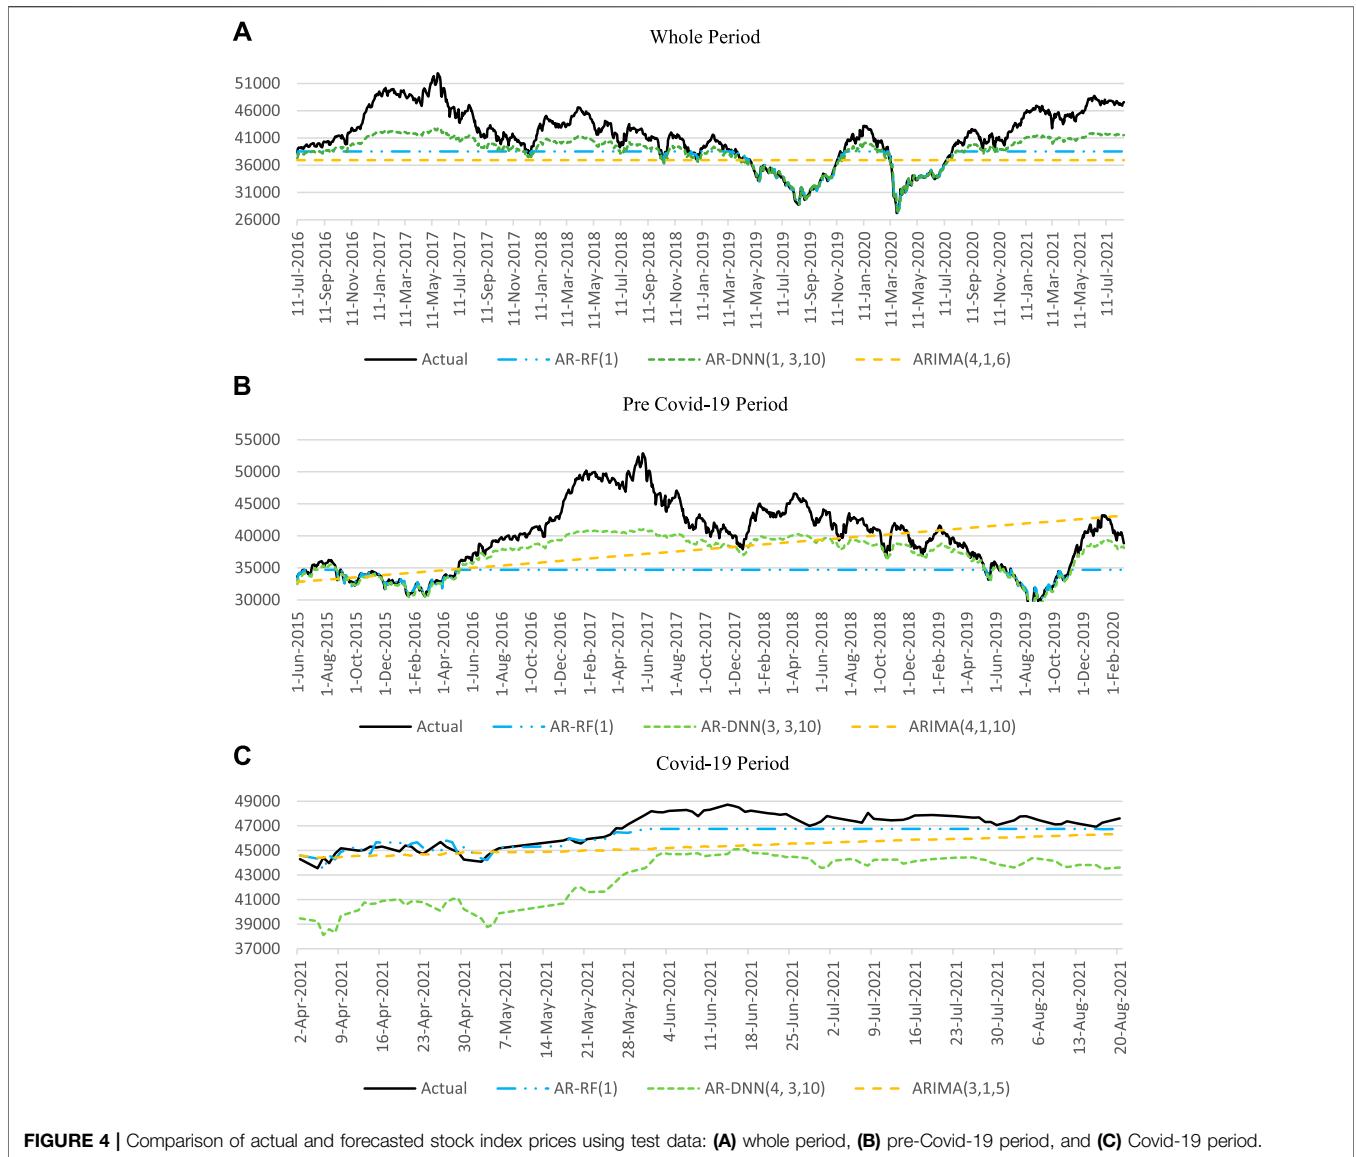 A
Whole Period
51000
46000
41000
36000
31000
26000
11-Jul-2016
11-Sep-2016
11-Nov-2016
11-Jan-2017
11-Mar-2017
11-May-2017
11-Jul-2017
11-Sep-2017
11-Nov-2017
11-Jan-2018
11-Mar-2018
11-May-2018
11-Jul-2018
11-Sep-2018
11-Nov-2018
11-Jan-2019
11-Mar-2019
11-May-2019
11-Jul-2019
11-Sep-2019
11-Nov-2019
11-Jan-2020
11-Mar-2020
11-May-2020
11-Jul-2020
11-Sep-2020
11-Nov-2020
11-Jan-2021
11-Mar-2021
11-May-2021
11-Jul-2021
Actual AR-RF(1) AR-DNN(1, 3,10) ARIMA(4,1,6)
B
Pre Covid-19 Period
55000
50000
45000
40000
35000
30000
1-Jun-2015
1-Aug-2015
1-Oct-2015
1-Dec-2015
1-Feb-2016
1-Apr-2016
1-Jun-2016
1-Aug-2016
1-Oct-2016
1-Dec-2016
1-Feb-2017
1-Apr-2017
1-Jun-2017
1-Aug-2017
1-Oct-2017
1-Dec-2017
1-Feb-2018
1-Apr-2018
1-Jun-2018
1-Aug-2018
1-Oct-2018
1-Dec-2018
1-Feb-2019
1-Apr-2019
1-Jun-2019
1-Aug-2019
1-Oct-2019
1-Dec-2019
1-Feb-2020
Actual AR-RF(1) AR-DNN(3, 3,10) ARIMA(4,1,10)
C
Covid-19 Period
49000
47000
45000
43000
41000
39000
37000
2-Apr-2021
9-Apr-2021
16-Apr-2021
23-Apr-2021
30-Apr-2021
7-May-2021
14-May-2021
21-May-2021
28-May-2021
4-Jun-2021
11-Jun-2021
18-Jun-2021
25-Jun-2021
2-Jul-2021
9-Jul-2021
16-Jul-2021
23-Jul-2021
30-Jul-2021
6-Aug-2021
13-Aug-2021
20-Aug-2021
Actual AR-RF(1) AR-DNN(4, 3,10) ARIMA(3,1,5)
FIGURE 4 | Comparison of actual and forecasted stock index prices using test data: (A) whole period, (B) pre-Covid-19 period, and (C) Covid-19 period.